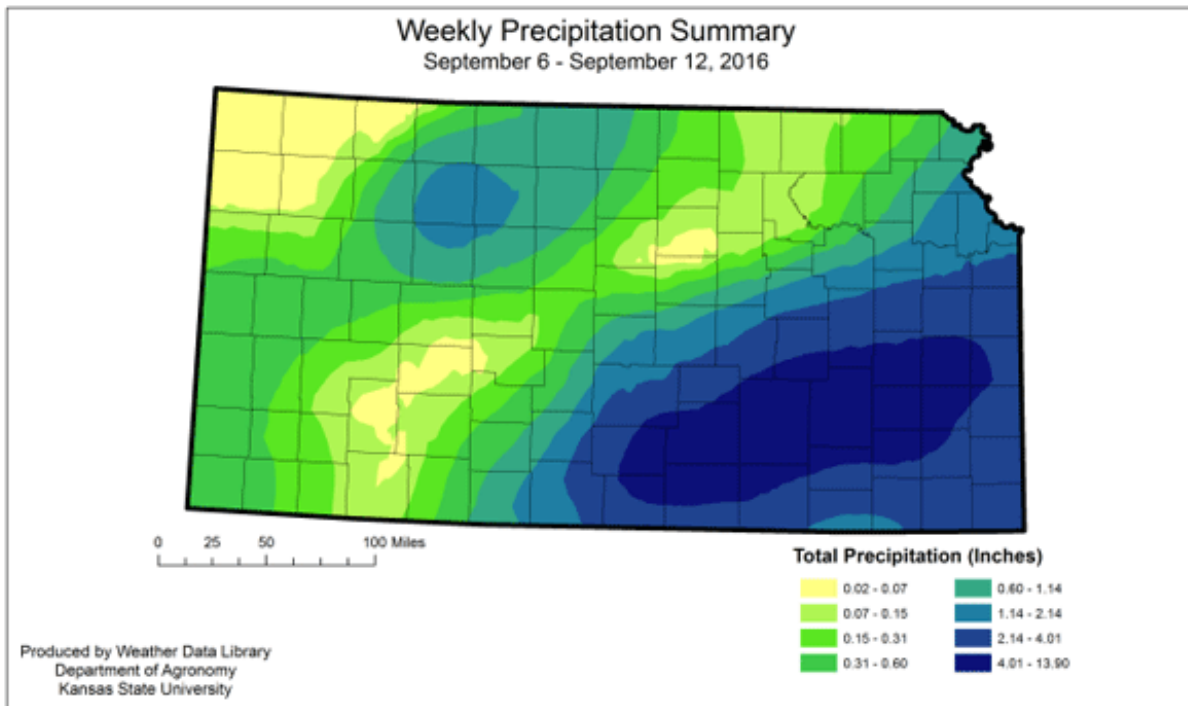 Weekly Precipitation Summary
September 6 - September 12, 2016
0 25 50 100 Miles
Total Precipitation (Inches)
0.02 - 0.07
0.07 - 0.15
0.15 - 0.31
0.31 - 0.60
0.60 - 1.14
1.14 - 2.14
2.14 - 4.01
4.01 - 13.90
Produced by Weather Data Library
Department of Agronomy
Kansas State University